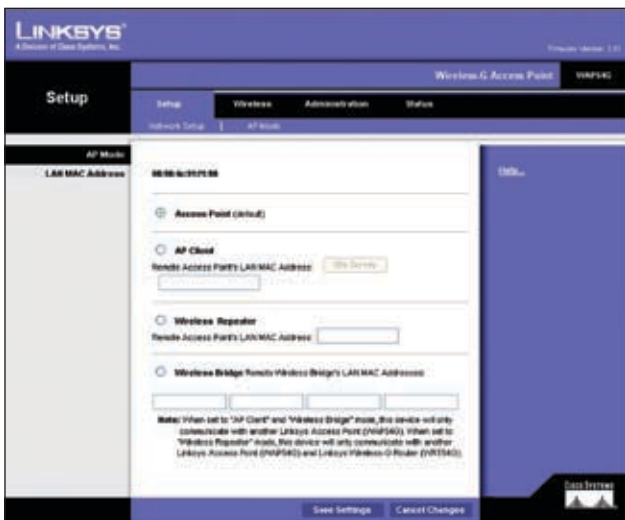 LINKSYS®
A Division of Cisco Systems, Inc.
Firmware Version:
Wireless-G Access Point WAP54G
Setup
Setup Wireless Administration Status
Network Setup | AP Mode
AP Mode
LAN MAC Address
Help...
Access Point (default)
AP Client
Remote Access Point's LAN MAC Address: Site Survey
Wireless Repeater
Remote Access Point's LAN MAC Address:
Wireless Bridge Remote Wireless Bridge's LAN MAC Addresses:
Note: When set to "AP Client" and "Wireless Bridge" mode, this device will only
communicate with another Linksys Access Point (WAP54G). When set to
"Wireless Repeater" mode, this device will only communicate with another
Linksys Access Point (WAP54G) and Linksys Wireless-G Router (WRT54G).
Save Settings Cancel Changes
CISCO SYSTEMS